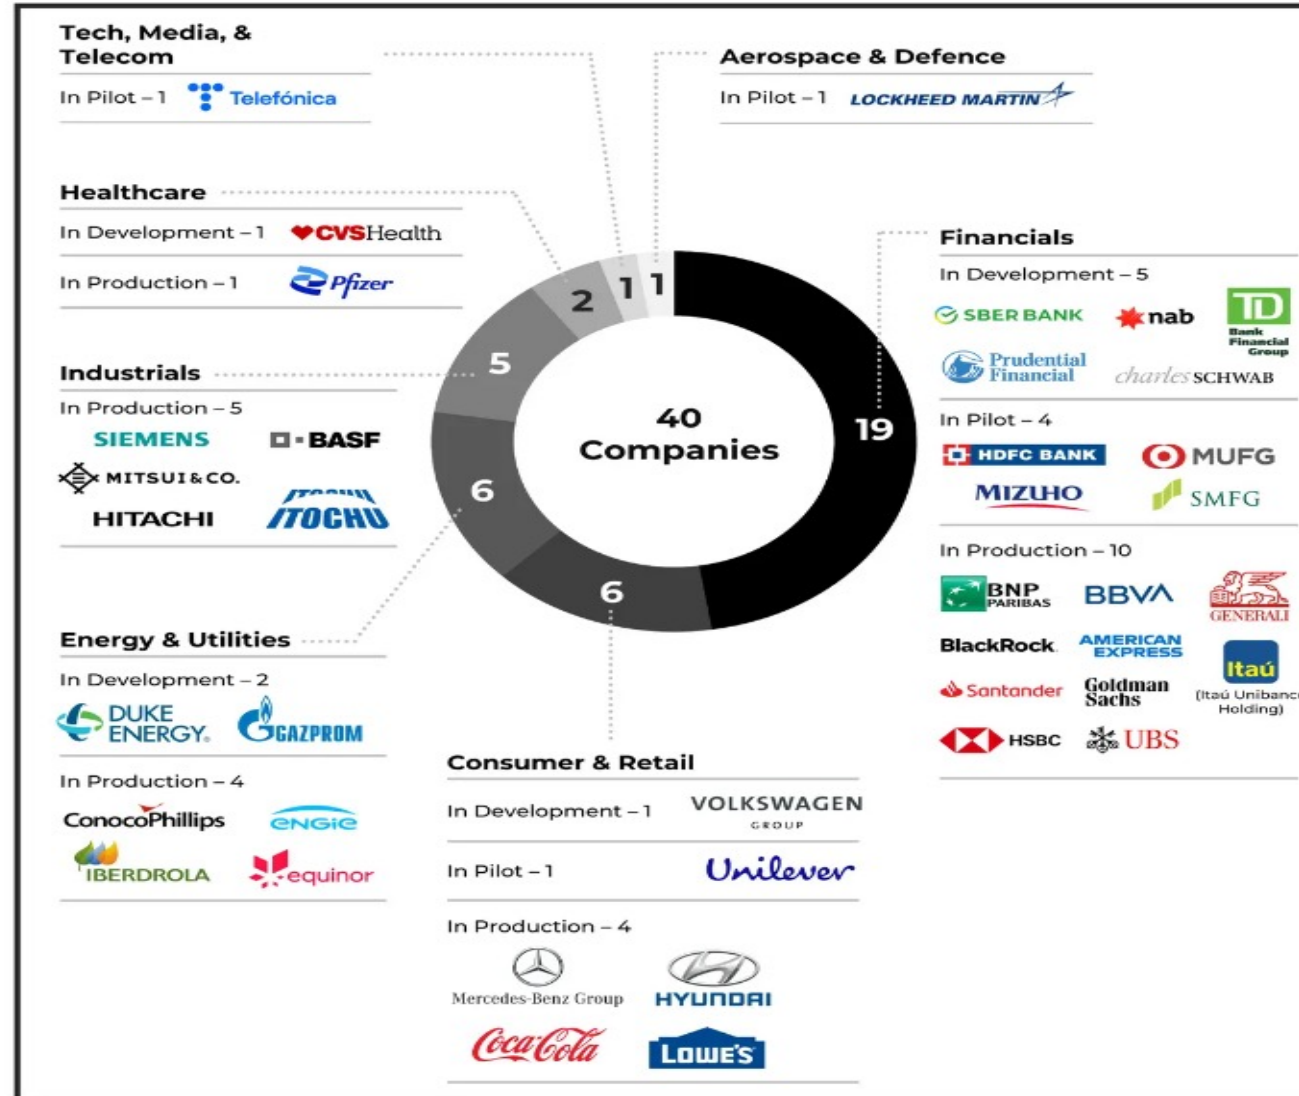 Tech, Media, &
Telecom
In Pilot – 1 Telefónica
Aerospace & Defence
In Pilot – 1 LOCKHEED MARTIN
Healthcare
In Development – 1 CVSHealth
In Production – 1 Pfizer
Industrials
In Production – 5
SIEMENS BASF
MITSUI & CO.
HITACHI ITOCHU
ITOCHU
Energy & Utilities
In Development – 2
DUKE
ENERGY®
GAZPROM
In Production – 4
ConocoPhillips ENGIE
IBERDROLA equinor
1
1
2
5
6
6
19
40
Companies
Financials
In Development – 5
SBER BANK nab TD
Bank
Financial
Group
Prudential
Financial
charles SCHWAB
In Pilot – 4
HDFC BANK MUFG
MIZUHO SMFG
In Production – 10
BNP
PARIBAS
BBVA
GENERALI
BlackRock.
AMERICAN
EXPRESS
Itaú
(Itaú Unibanco
Holding)
Santander
Goldman
Sachs
HSBC UBS
Consumer & Retail
In Development – 1 VOLKSWAGEN
GROUP
In Pilot – 1 Unilever
In Production – 4
Mercedes-Benz Group HYUNDAI
Coca-Cola LOWE'S